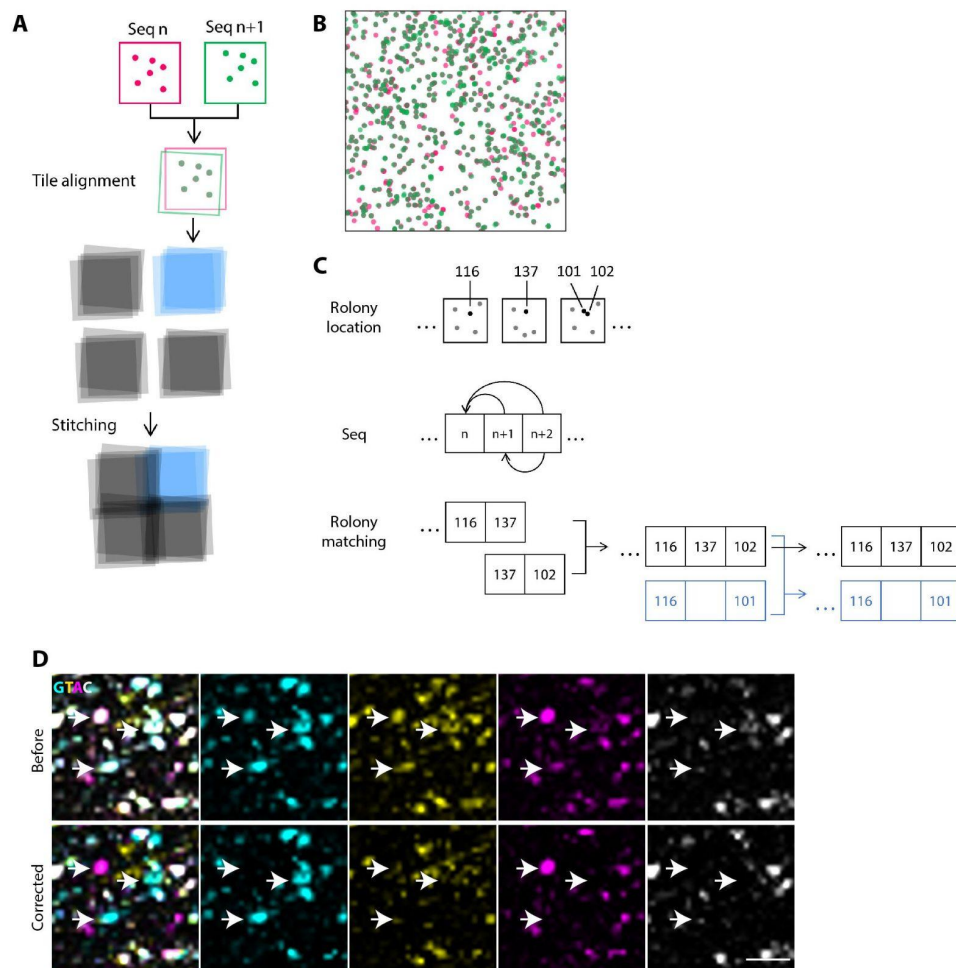 A
Seq n
Seq n+1
Tile alignment
Stitching
B
C
116
137
101
102
Rolony
location
...
...
Seq
...
n
n+1
n+2
...
Rolony
matching
...
116
137
137
102
...
116
137
102
116
101
...
116
137
102
...
116
101
D
GTAC
Before
Corrected